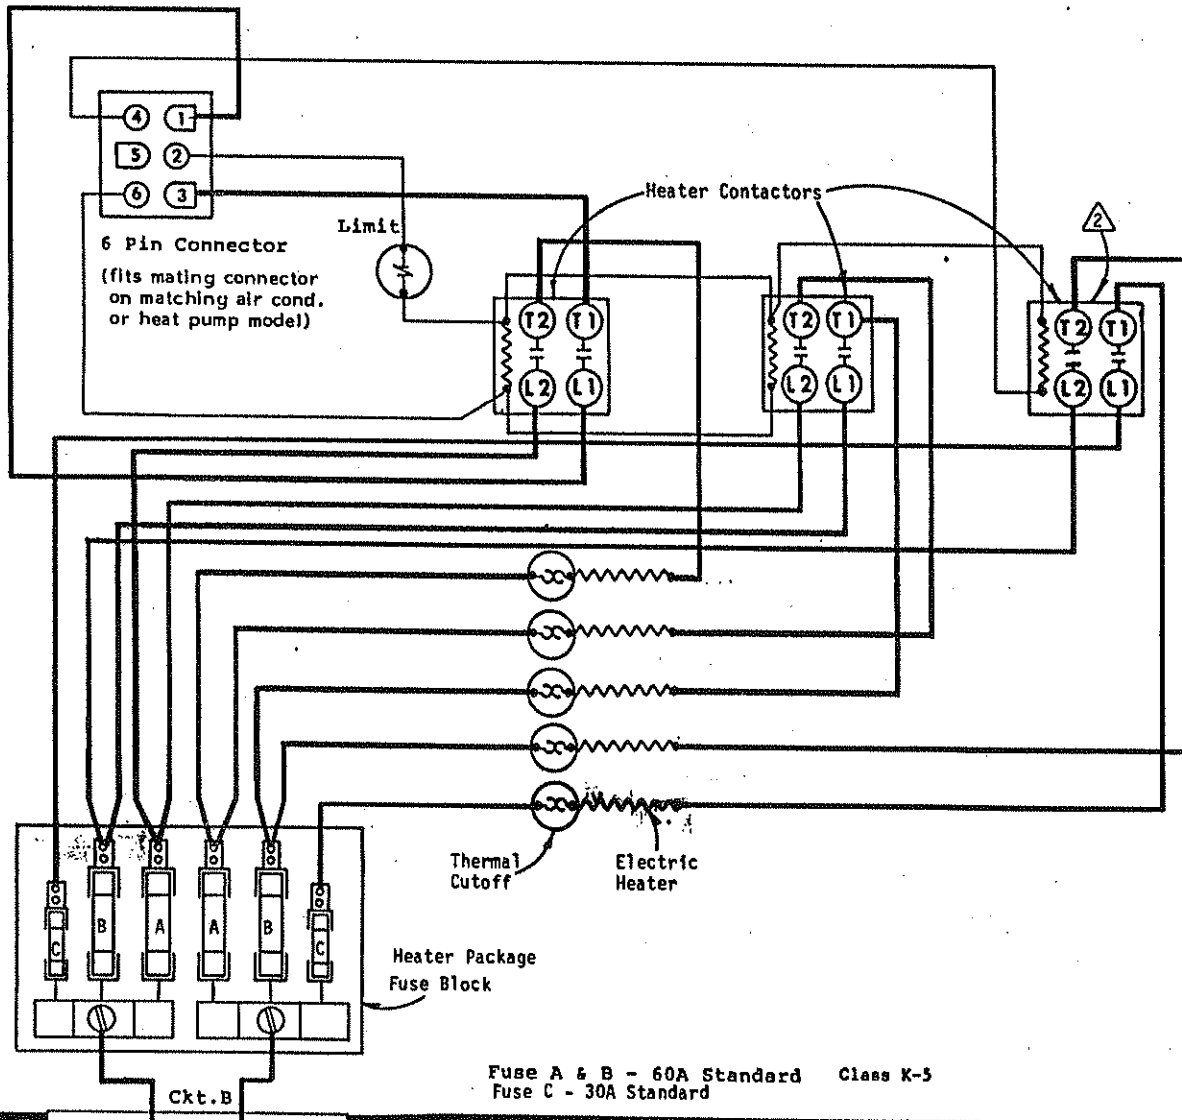 4 1
5 2
6 3
6 Pin Connector
(fits mating connector
on matching air cond.
or heat pump model)
Limit
Heater Contactors
2
T2 T1
L2 L1
T2 T1
L2 L1
T2 T1
L2 L1
Thermal
Cutoff
Electric
Heater
C B A A B C
Heater Package
Fuse Block
Ckt.B
Fuse A & B - 60A Standard Class K-5
Fuse C - 30A Standard